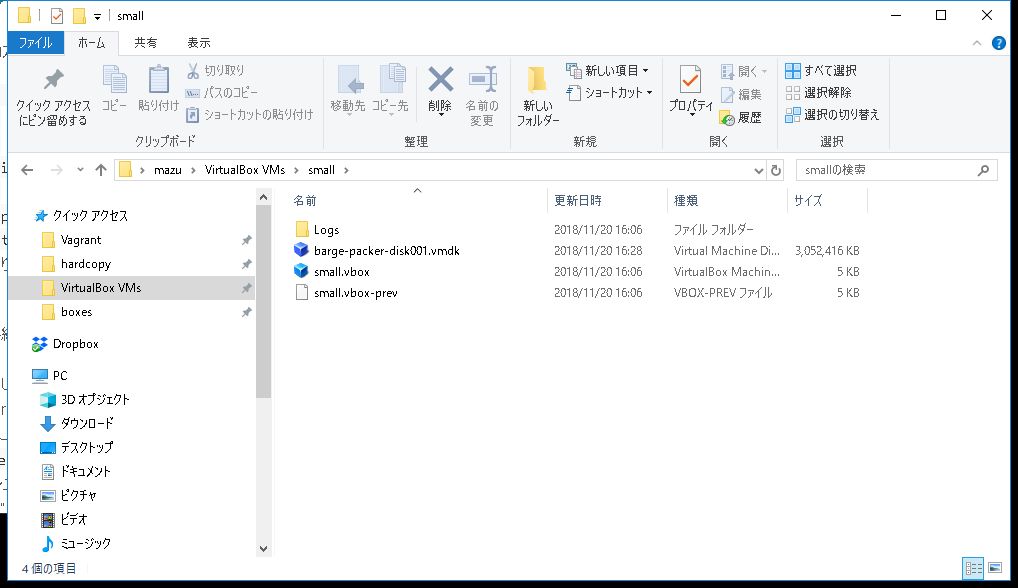 small
ファイル ホーム 共有 表示
クイック アクセス
にピン留めする
コピー 貼り付け
切り取り
パスのコピー
ショートカットの貼り付け
クリップボード
移動先 コピー先 削除 名前の
変更
整理
新しい
フォルダー
新しい項目
ショートカット
新規
プロパティ
開く
編集
履歴
開く
すべて選択
選択解除
選択の切り替え
選択
mazu › VirtualBox VMs › small ›
smallの検索
クイック アクセス
Vagrant
hardcopy
VirtualBox VMs
boxes
Dropbox
PC
3D オブジェクト
ダウンロード
デスクトップ
ドキュメント
ピクチャ
ビデオ
ミュージック
名前 更新日時 種類 サイズ
Logs 2018/11/20 16:06 ファイル フォルダー
barge-packer-disk001.vmdk 2018/11/20 16:28 Virtual Machine Di... 3,052,416 KB
small.vbox 2018/11/20 16:06 VirtualBox Machin... 5 KB
small.vbox-prev 2018/11/20 16:06 VBOX-PREV ファイル 5 KB
4 個の項目